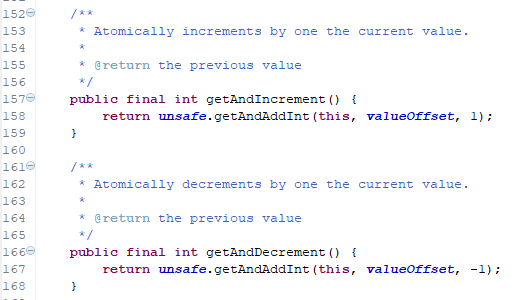 152 /**
153 * Atomically increments by one the current value.
154 *
155 * @return the previous value
156 */
157 public final int getAndIncrement() {
158 return unsafe.getAndAddInt(this, valueOffset, 1);
159 }
160
161 /**
162 * Atomically decrements by one the current value.
163 *
164 * @return the previous value
165 */
166 public final int getAndDecrement() {
167 return unsafe.getAndAddInt(this, valueOffset, -1);
168 }